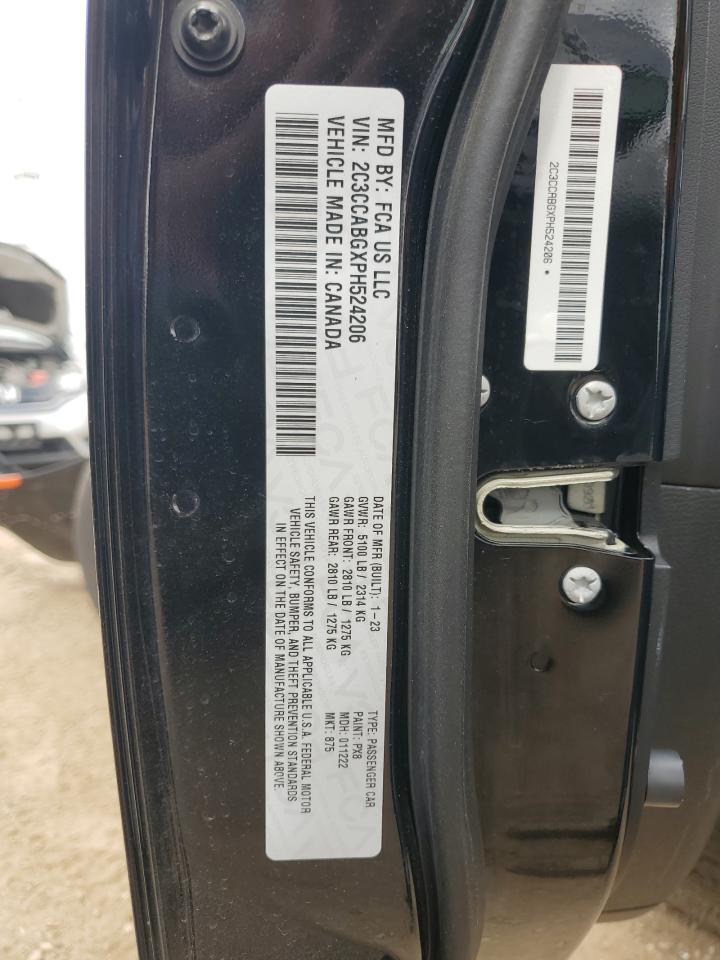 MFD BY: FCA US LLC
VIN: 2C3CCABGXPH524206
VEHICLE MADE IN: CANADA
DATE OF MFR (BUILT): 1-23
GVWR: 5100 LB / 2314 KG
GAWR FRONT: 2810 LB / 1275 KG
GAWR REAR: 2810 LB / 1275 KG
THIS VEHICLE CONFORMS TO ALL APPLICABLE U.S.A. FEDERAL MOTOR
VEHICLE SAFETY, BUMPER, AND THEFT PREVENTION STANDARDS
IN EFFECT ON THE DATE OF MANUFACTURE SHOWN ABOVE.
TYPE: PASSENGER CAR
PAINT: PX8
MDH: 011222
MKT: 875
2C3CCABGXPH524206 •